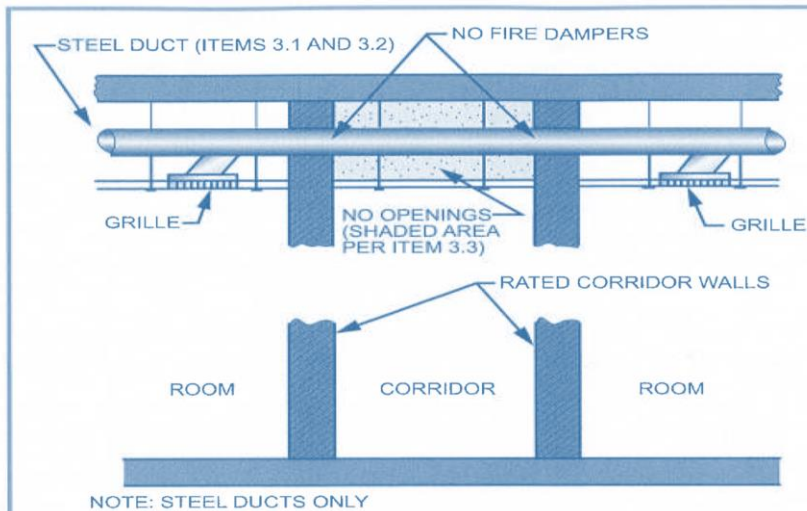 STEEL DUCT (ITEMS 3.1 AND 3.2)
NO FIRE DAMPERS
GRILLE
NO OPENINGS
(SHADED AREA
PER ITEM 3.3)
GRILLE
RATED CORRIDOR WALLS
ROOM
CORRIDOR
ROOM
NOTE: STEEL DUCTS ONLY